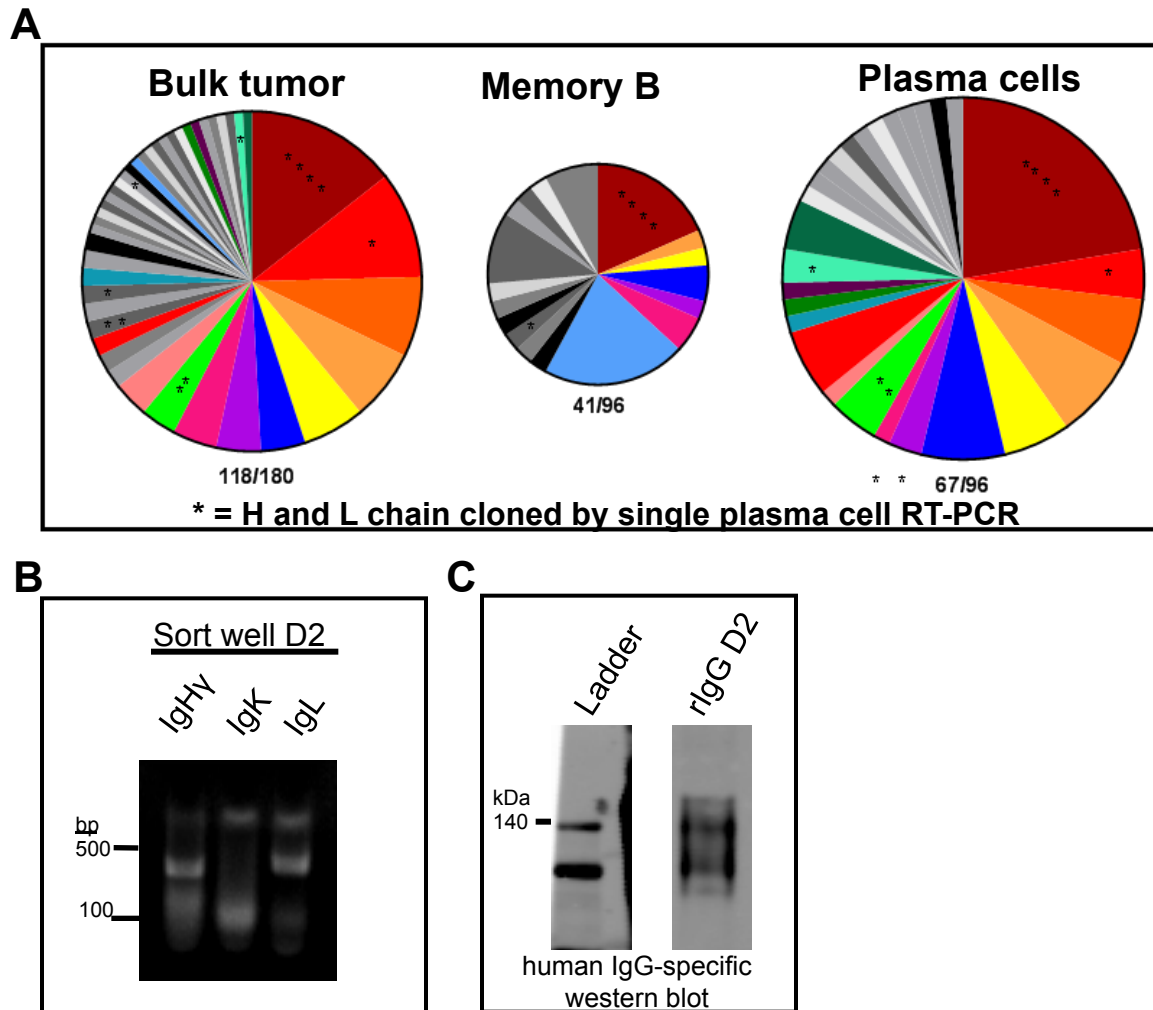 A
Bulk tumor
Memory B
Plasma cells
118/180
41/96
* * 67/96
* = H and L chain cloned by single plasma cell RT-PCR
B
Sort well D2
IgHγ IgK IgL
bp
500
100
C
Ladder rIgG D2
kDa
140
human IgG-specific
western blot